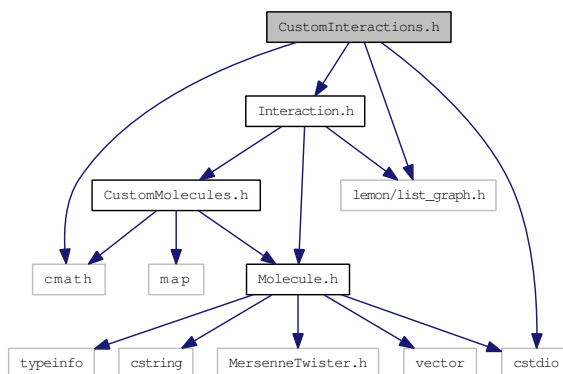 CustomInteractions.h
Interaction.h
CustomMolecules.h
lemon/list_graph.h
cmath
map
Molecule.h
typeinfo
cstring
MersenneTwister.h
vector
cstdio